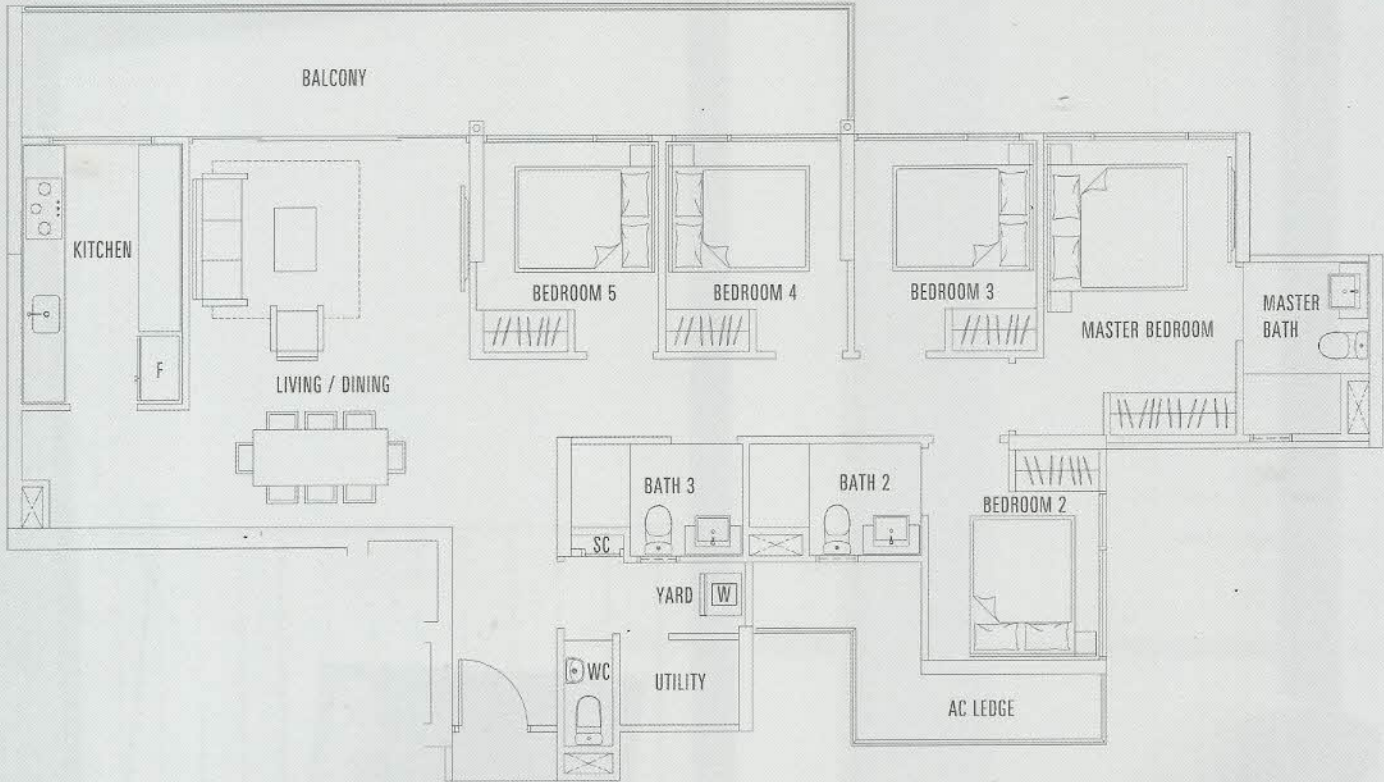 BALCONY
KITCHEN
F
LIVING / DINING
BEDROOM 5
BEDROOM 4
BEDROOM 3
MASTER BEDROOM
MASTER
BATH
BATH 3
BATH 2
BEDROOM 2
SC
YARD
W
WC
UTILITY
AC LEDGE